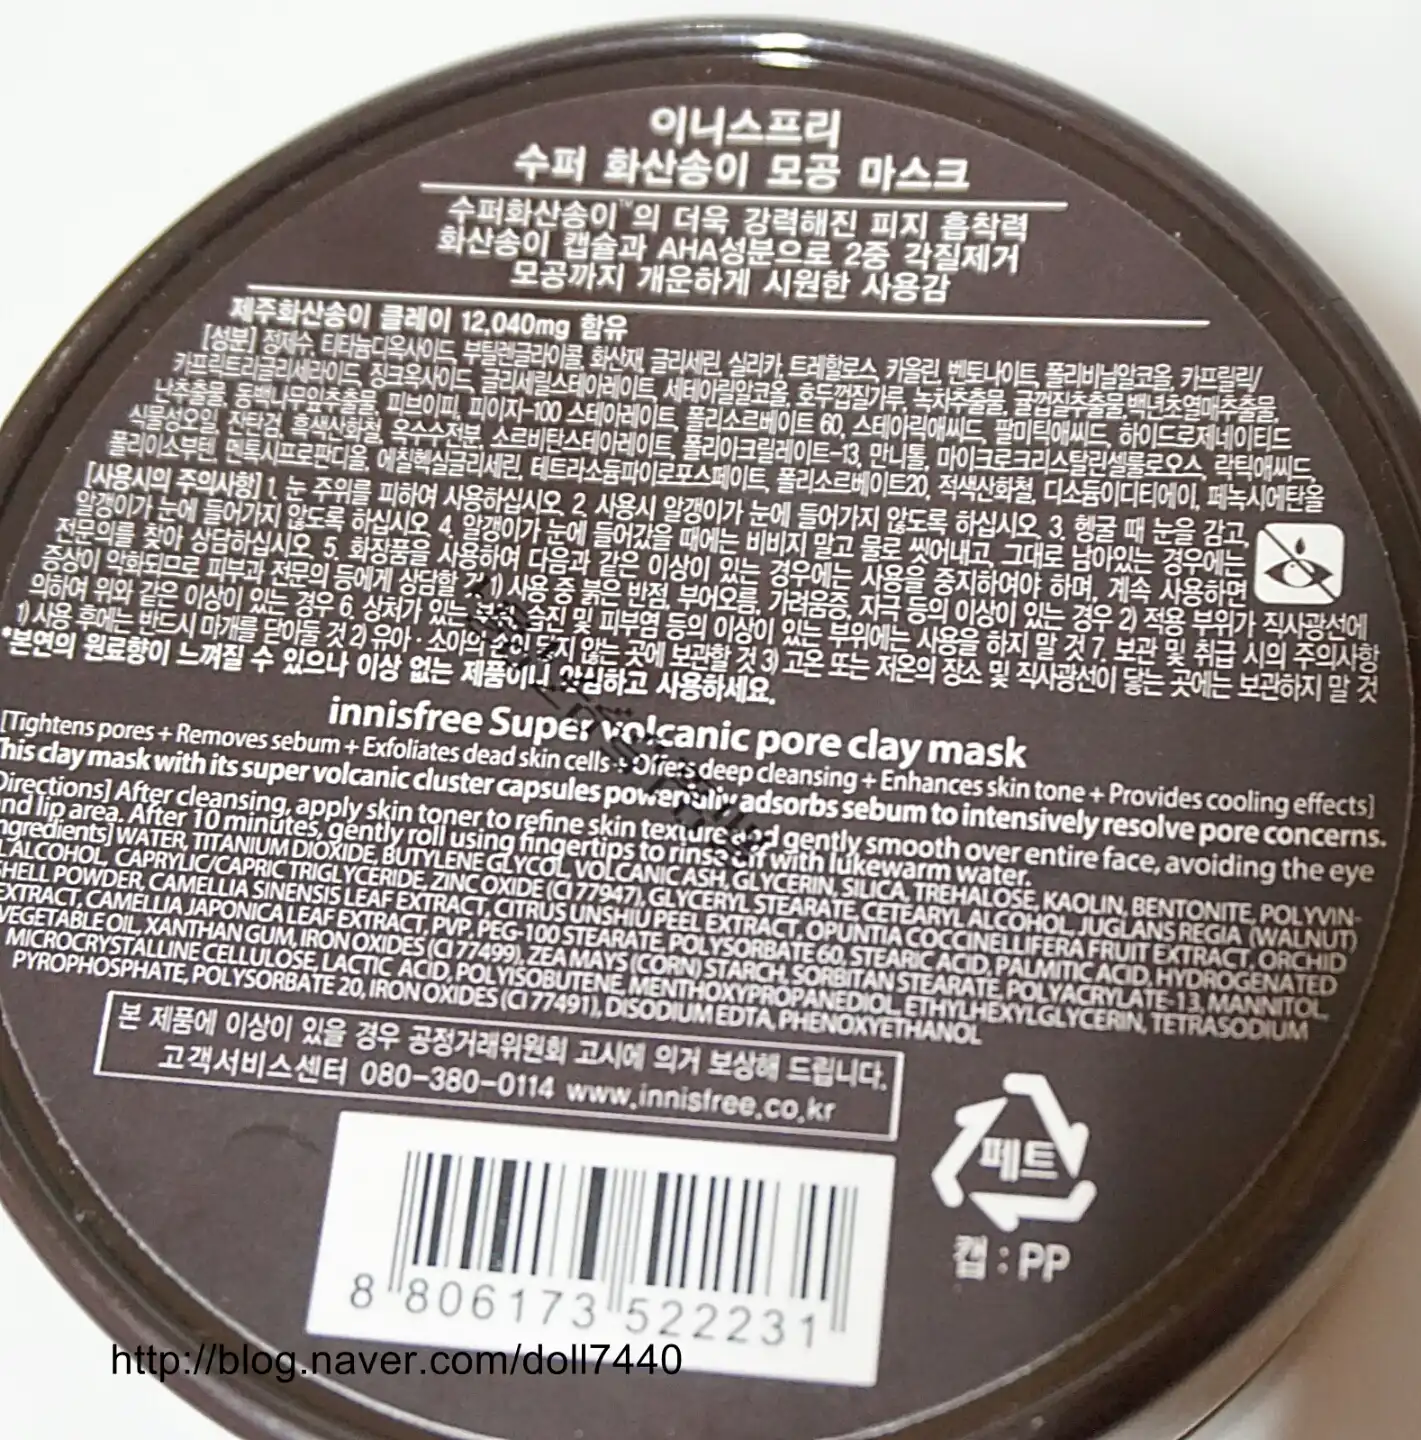 이니스프리
수퍼 화산송이 모공 마스크
수퍼화산송이™의 더욱 강력해진 피지 흡착력
화산송이 캡슐과 AHA성분으로 2중 각질제거
모공까지 개운하게 시원한 사용감
제주화산송이 클레이 12,040mg 함유
[성분] 정제수, 티타늄디옥사이드, 부틸렌글라이콜, 화산재, 글리세린, 실리카, 트레할로스, 카올린, 벤토나이트, 폴리비닐알코올, 카프릴릭/
카프릭트리글리세라이드, 징크옥사이드, 글리세릴스테아레이트, 세테아릴알코올, 호두껍질가루, 녹차추출물, 귤껍질추출물, 백년초열매추출물,
난추출물, 동백나무잎추출물, 피브이피, 피이지-100 스테아레이트, 폴리소르베이트 60, 스테아릭애씨드, 팔미틱애씨드, 하이드로제네이티드
식물성오일, 잔탄검, 흑색산화철, 옥수수전분, 소르비탄스테아레이트, 폴리아크릴레이트-13, 만니톨, 마이크로크리스탈린셀룰로오스, 락틱애씨드,
폴리이소부텐, 멘톡시프로판디올, 에칠헥실글리세린, 테트라소듐파이로포스페이트, 폴리소르베이트20, 적색산화철, 디소듐이디티에이, 페녹시에탄올
[사용시의 주의사항] 1. 눈 주위를 피하여 사용하십시오. 2. 사용시 알갱이가 눈에 들어가지 않도록 하십시오. 3. 헹굴 때 눈을 감고,
알갱이가 눈에 들어가지 않도록 하십시오. 4. 알갱이가 눈에 들어갔을 때에는 비비지 말고 물로 씻어내고, 그대로 남아있는 경우에는
전문의를 찾아 상담하십시오. 5. 화장품을 사용하여 다음과 같은 이상이 있는 경우에는 사용을 중지하여야 하며, 계속 사용하면
증상이 악화되므로 피부과 전문의 등에게 상담할 것 1) 사용 중 붉은 반점, 부어오름, 가려움증, 자극 등의 이상이 있는 경우 2) 적용 부위가 직사광선에
의하여 위와 같은 이상이 있는 경우 6. 상처가 있는 부위, 습진 및 피부염 등의 이상이 있는 부위에는 사용을 하지 말 것 7. 보관 및 취급 시의 주의사항
1) 사용 후에는 반드시 마개를 닫아둘 것 2) 유아·소아의 손이 닿지 않는 곳에 보관할 것 3) 고온 또는 저온의 장소 및 직사광선이 닿는 곳에는 보관하지 말 것
*본연의 원료향이 느껴질 수 있으나 이상 없는 제품이니 안심하고 사용하세요.
innisfree Super volcanic pore clay mask
[Tightens pores + Removes sebum + Exfoliates dead skin cells + Offers deep cleansing + Enhances skin tone + Provides cooling effects]
This clay mask with its super volcanic cluster capsules powerfully adsorbs sebum to intensively resolve pore concerns.
Directions] After cleansing, apply skin toner to refine skin texture and gently smooth over entire face, avoiding the eye
and lip area. After 10 minutes, gently roll using fingertips to rinse off with lukewarm water.
ngredients] WATER, TITANIUM DIOXIDE, BUTYLENE GLYCOL, VOLCANIC ASH, GLYCERIN, SILICA, TREHALOSE, KAOLIN, BENTONITE, POLYVIN-
L ALCOHOL, CAPRYLIC/CAPRIC TRIGLYCERIDE, ZINC OXIDE (CI 77947), GLYCERYL STEARATE, CETEARYL ALCOHOL, JUGLANS REGIA (WALNUT)
SHELL POWDER, CAMELLIA SINENSIS LEAF EXTRACT, CITRUS UNSHIU PEEL EXTRACT, OPUNTIA COCCINELLIFERA FRUIT EXTRACT, ORCHID
EXTRACT, CAMELLIA JAPONICA LEAF EXTRACT, PVP, PEG-100 STEARATE, POLYSORBATE 60, STEARIC ACID, PALMITIC ACID, HYDROGENATED
VEGETABLE OIL, XANTHAN GUM, IRON OXIDES (CI 77499), ZEA MAYS (CORN) STARCH, SORBITAN STEARATE, POLYACRYLATE-13, MANNITOL,
MICROCRYSTALLINE CELLULOSE, LACTIC ACID, POLYISOBUTENE, MENTHOXYPROPANEDIOL, ETHYLHEXYLGLYCERIN, TETRASODIUM
PYROPHOSPHATE, POLYSORBATE 20, IRON OXIDES (CI 77491), DISODIUM EDTA, PHENOXYETHANOL
본 제품에 이상이 있을 경우 공정거래위원회 고시에 의거 보상해 드립니다.
고객서비스센터 080-380-0114 www.innisfree.co.kr
페트
캡 : PP
8 806173 522231
http://blog.naver.com/doll7440